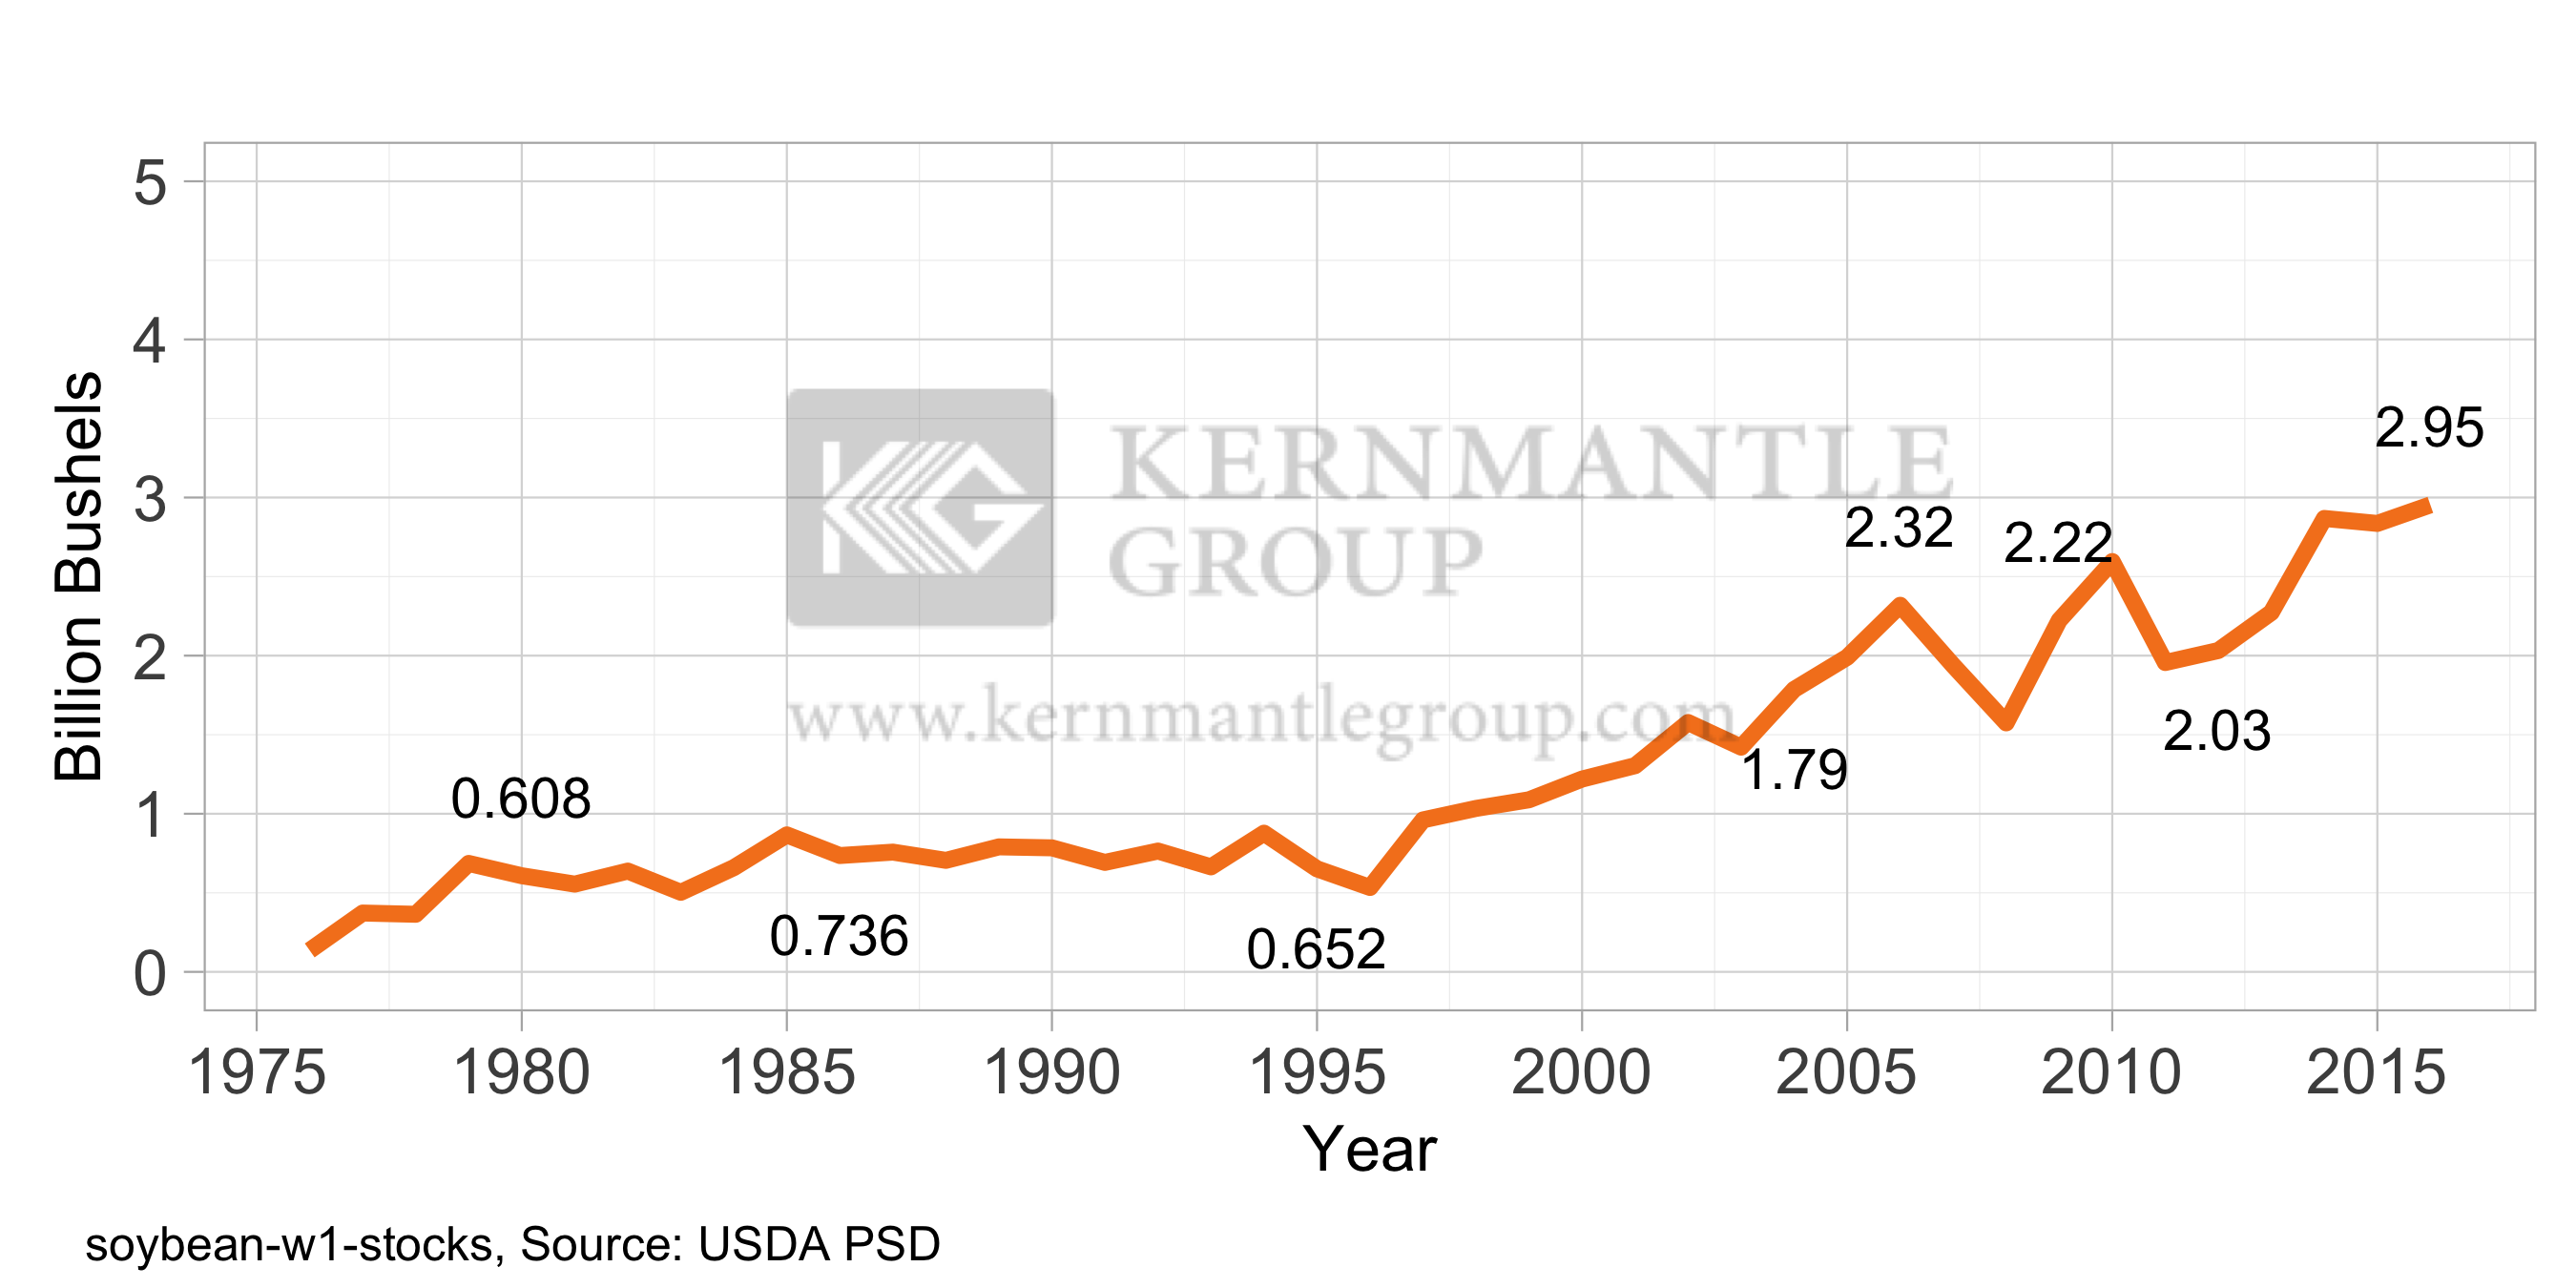 5
4
3
2
1
0
Billion Bushels
KERNMANTLE
GROUP
www.kernmantlegroup.com
2.95
2.32
2.22
2.03
1.79
0.608
0.736
0.652
1975 1980 1985 1990 1995 2000 2005 2010 2015
Year
soybean-w1-stocks, Source: USDA PSD